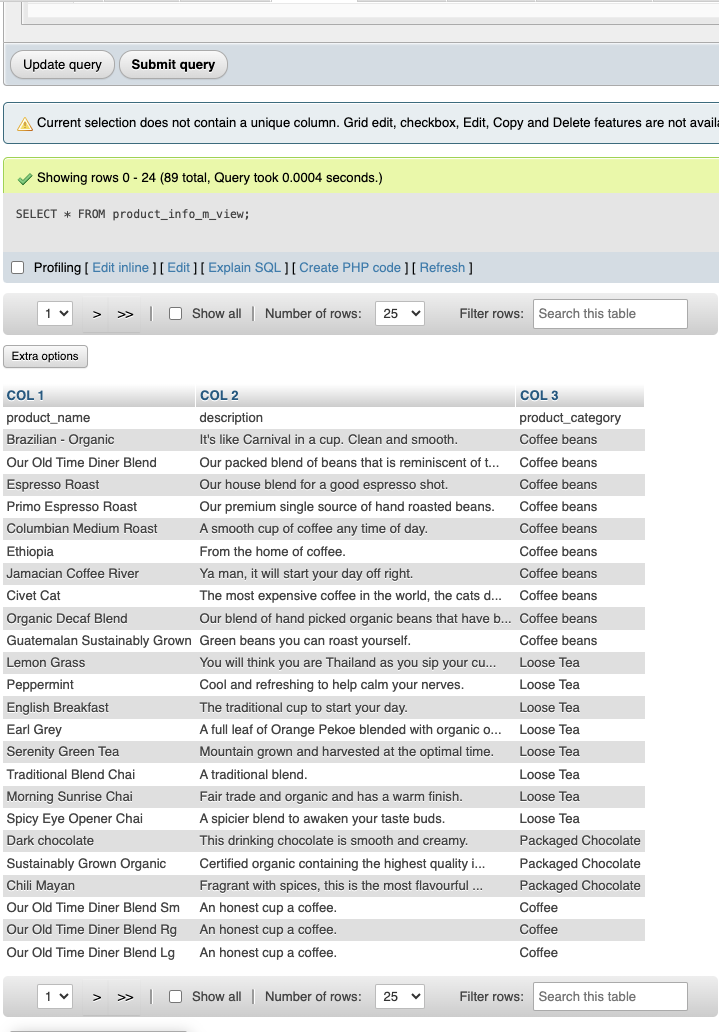 Update query Submit query
Current selection does not contain a unique column. Grid edit, checkbox, Edit, Copy and Delete features are not
Showing rows 0 - 24 (89 total, Query took 0.0004 seconds.)
SELECT * FROM product_info_m_view;
Profiling [ Edit inline ] [ Edit ] [ Explain SQL ] [ Create PHP code ] [ Refresh ]
1 > >> | Show all | Number of rows: 25 Filter rows: Search this table
Extra options
COL 1 COL 2 COL 3
product_name description product_category
Brazilian - Organic It's like Carnival in a cup. Clean and smooth. Coffee beans
Our Old Time Diner Blend Our packed blend of beans that is reminiscent of t... Coffee beans
Espresso Roast Our house blend for a good espresso shot. Coffee beans
Primo Espresso Roast Our premium single source of hand roasted beans. Coffee beans
Columbian Medium Roast A smooth cup of coffee any time of day. Coffee beans
Ethiopia From the home of coffee. Coffee beans
Jamacian Coffee River Ya man, it will start your day off right. Coffee beans
Civet Cat The most expensive coffee in the world, the cats d... Coffee beans
Organic Decaf Blend Our blend of hand picked organic beans that have b... Coffee beans
Guatemalan Sustainably Grown Green beans you can roast yourself. Coffee beans
Lemon Grass You will think you are Thailand as you sip your cu... Loose Tea
Peppermint Cool and refreshing to help calm your nerves. Loose Tea
English Breakfast The traditional cup to start your day. Loose Tea
Earl Grey A full leaf of Orange Pekoe blended with organic o... Loose Tea
Serenity Green Tea Mountain grown and harvested at the optimal time. Loose Tea
Traditional Blend Chai A traditional blend. Loose Tea
Morning Sunrise Chai Fair trade and organic and has a warm finish. Loose Tea
Spicy Eye Opener Chai A spicier blend to awaken your taste buds. Loose Tea
Dark chocolate This drinking chocolate is smooth and creamy. Packaged Chocolate
Sustainably Grown Organic Certified organic containing the highest quality i... Packaged Chocolate
Chili Mayan Fragrant with spices, this is the most flavourful ... Packaged Chocolate
Our Old Time Diner Blend Sm An honest cup a coffee. Coffee
Our Old Time Diner Blend Rg An honest cup a coffee. Coffee
Our Old Time Diner Blend Lg An honest cup a coffee. Coffee
1 > >> | Show all | Number of rows: 25 Filter rows: Search this table